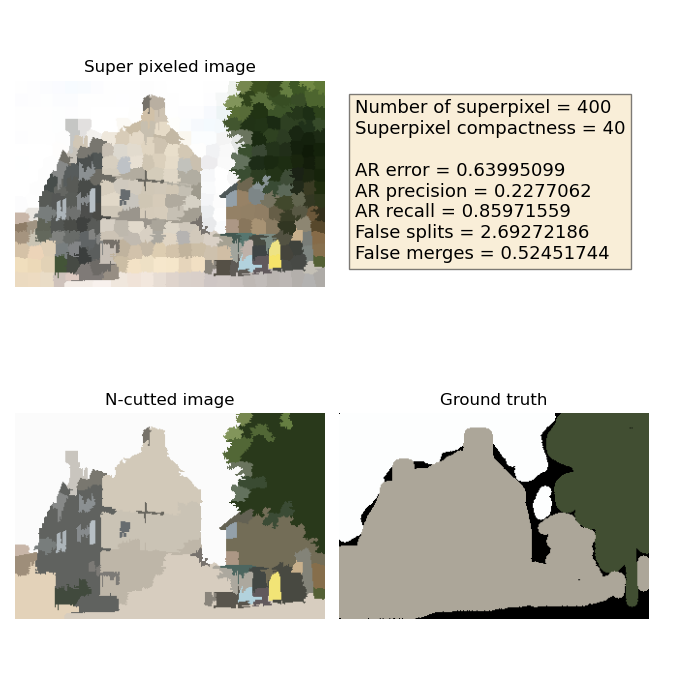 Super pixeled image
Number of superpixel = 400
Superpixel compactness = 40
AR error = 0.63995099
AR precision = 0.2277062
AR recall = 0.85971559
False splits = 2.69272186
False merges = 0.52451744
N-cutted image
Ground truth